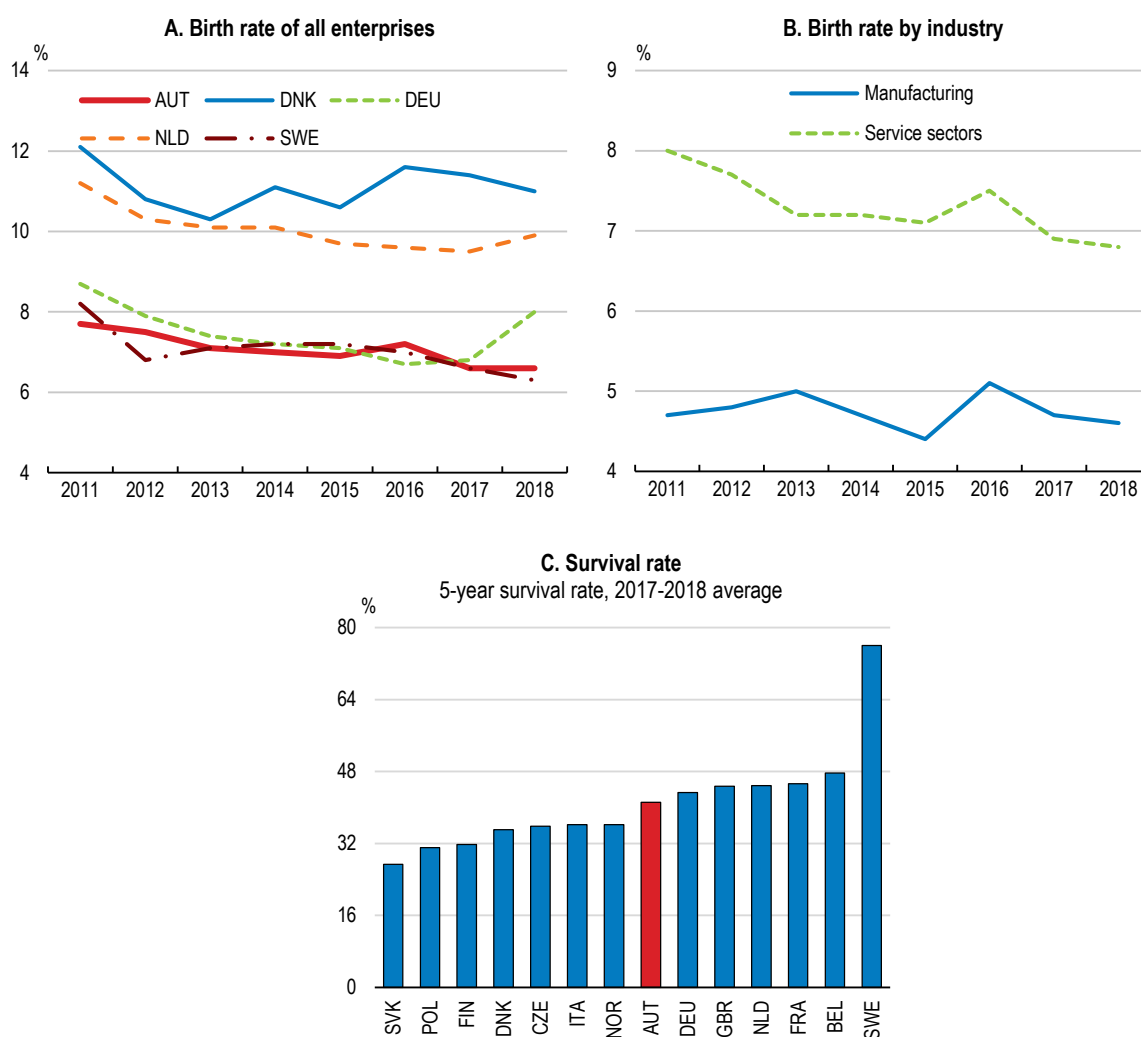 A. Birth rate of all enterprises
%
14
12
10
8
6
4
AUT DNK DEU
NLD SWE
2011 2012 2013 2014 2015 2016 2017 2018
B. Birth rate by industry
%
9
8
7
6
5
4
Manufacturing
Service sectors
2011 2012 2013 2014 2015 2016 2017 2018
C. Survival rate
5-year survival rate, 2017-2018 average
%
80
64
48
32
16
0
SVK POL FIN DNK CZE ITA NOR AUT DEU GBR NLD FRA BEL SWE